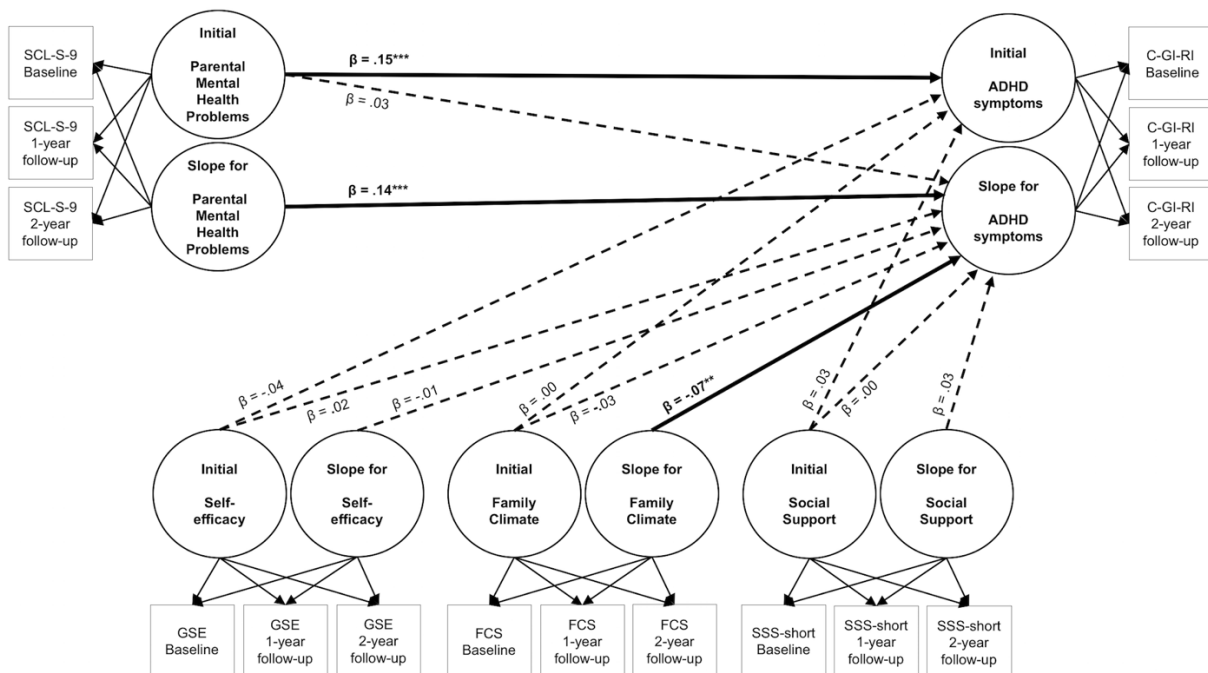 SCL-S-9
Baseline
SCL-S-9
1-year
follow-up
SCL-S-9
2-year
follow-up
Initial
Parental
Mental
Health
Problems
Slope for
Parental
Mental
Health
Problems
β = .15***
β = .03
β = .14***
Initial
ADHD
symptoms
Slope for
ADHD
symptoms
C-GI-RI
Baseline
C-GI-RI
1-year
follow-up
C-GI-RI
2-year
follow-up
β = -.04
β = .02
β = -.01
β = .00
β = -.03
β = -.07**
β = .03
β = .00
β = .03
Initial
Self-
efficacy
Slope for
Self-
efficacy
Initial
Family
Climate
Slope for
Family
Climate
Initial
Social
Support
Slope for
Social
Support
GSE
Baseline
GSE
1-year
follow-up
GSE
2-year
follow-up
FCS
Baseline
FCS
1-year
follow-up
FCS
2-year
follow-up
SSS-short
Baseline
SSS-short
1-year
follow-up
SSS-short
2-year
follow-up